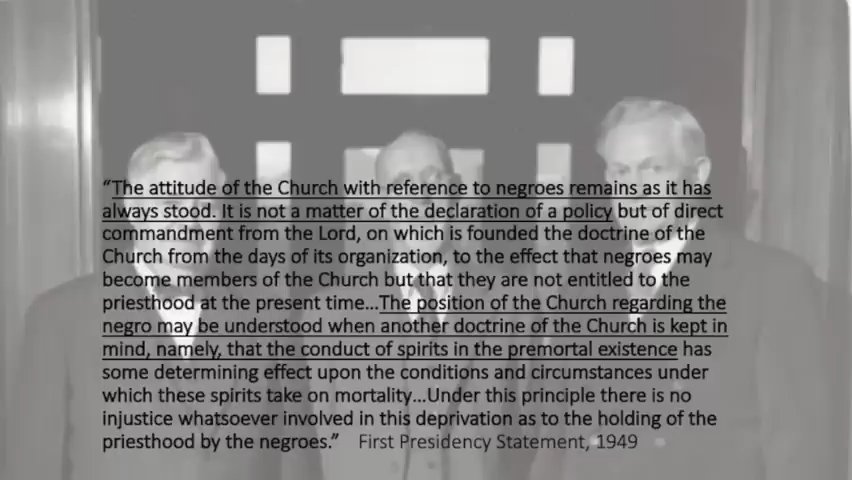 “The attitude of the Church with reference to negroes remains as it has
always stood. It is not a matter of the declaration of a policy but of direct
commandment from the Lord, on which is founded the doctrine of the
Church from the days of its organization, to the effect that negroes may
become members of the Church but that they are not entitled to the
priesthood at the present time...The position of the Church regarding the
negro may be understood when another doctrine of the Church is kept in
mind, namely, that the conduct of spirits in the premortal existence has
some determining effect upon the conditions and circumstances under
which these spirits take on mortality...Under this principle there is no
injustice whatsoever involved in this deprivation as to the holding of the
priesthood by the negroes.” First Presidency Statement, 1949